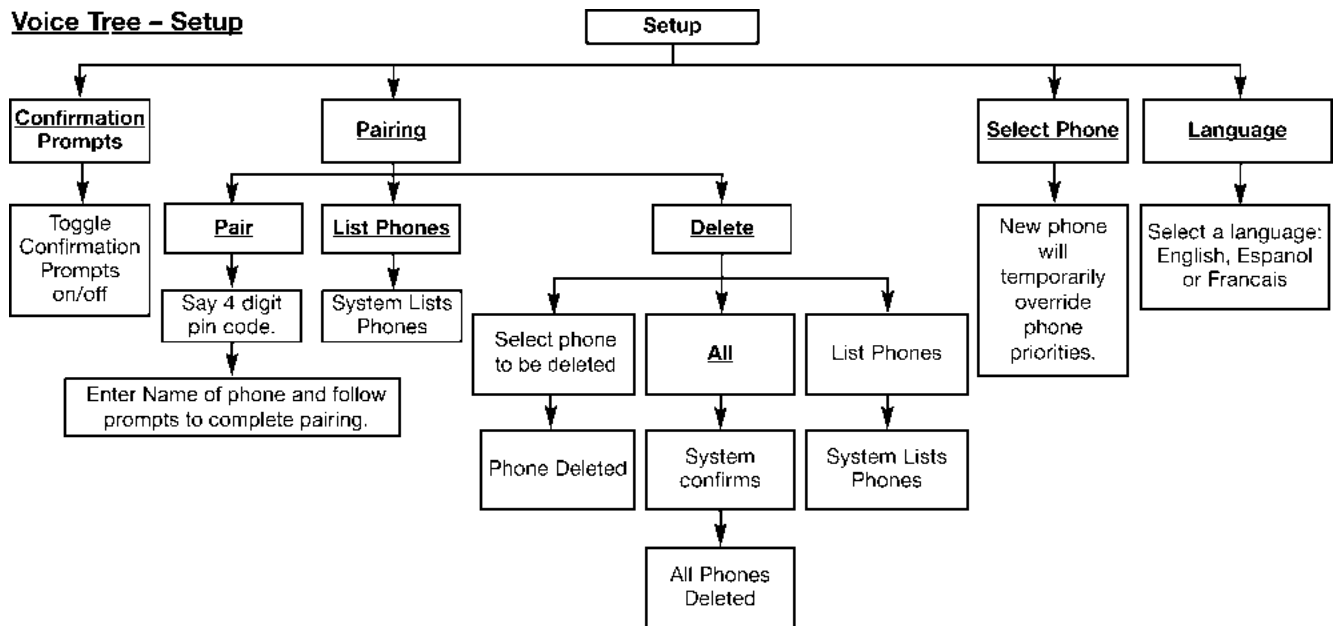 Voice Tree – Setup
Setup
Confirmation
Prompts
Pairing
Select Phone
Language
Toggle
Confirmation
Prompts
on/off
Pair
List Phones
Delete
New phone
will
temporarily
override
phone
priorities.
Select a language:
English, Espanol
or Francais
Say 4 digit
pin code.
System Lists
Phones
Select phone
to be deleted
All
List Phones
Enter Name of phone and follow
prompts to complete pairing.
Phone Deleted
System
confirms
System Lists
Phones
All Phones
Deleted